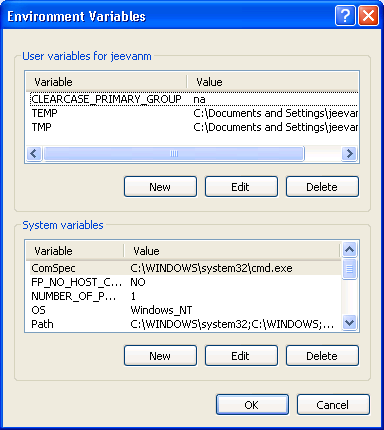 Environment Variables
User variables for jeevanm
Variable Value
CLEARCASE_PRIMARY_GROUP na
TEMP C:\Documents and Settings\jeevan
TMP C:\Documents and Settings\jeevan
New Edit Delete
System variables
Variable Value
ComSpec C:\WINDOWS\system32\cmd.exe
FP_NO_HOST_C... NO
NUMBER_OF_P... 1
OS Windows_NT
Path C:\WINDOWS\system32;C:\WINDOWS;...
New Edit Delete
OK Cancel